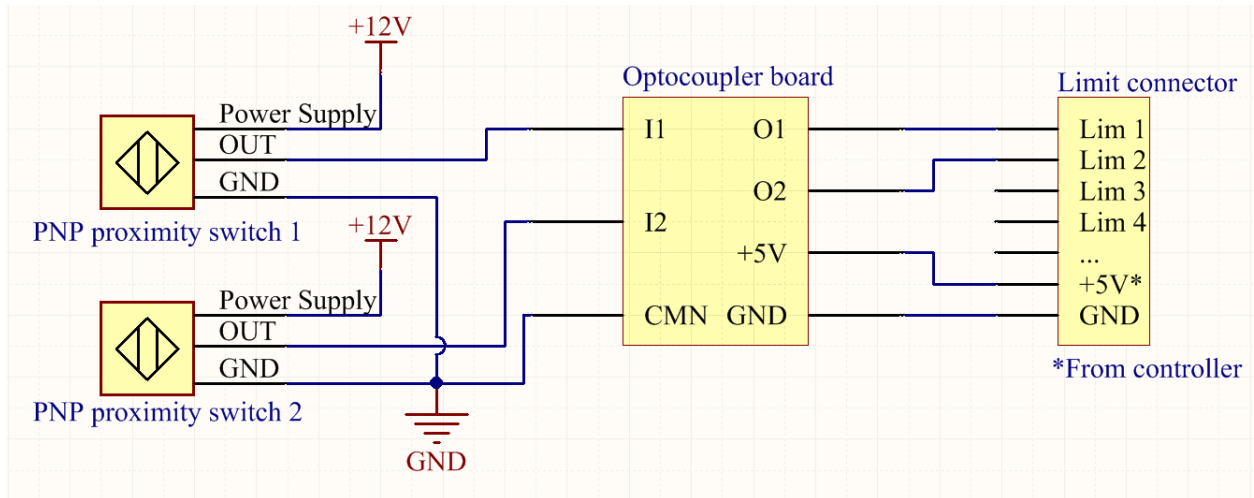 +12V
Power Supply
OUT
GND
PNP proximity switch 1
+12V
Power Supply
OUT
GND
PNP proximity switch 2
GND
Optocoupler board
I1 O1
O2
I2
+5V
CMN GND
Limit connector
Lim 1
Lim 2
Lim 3
Lim 4
...
+5V*
GND
*From controller